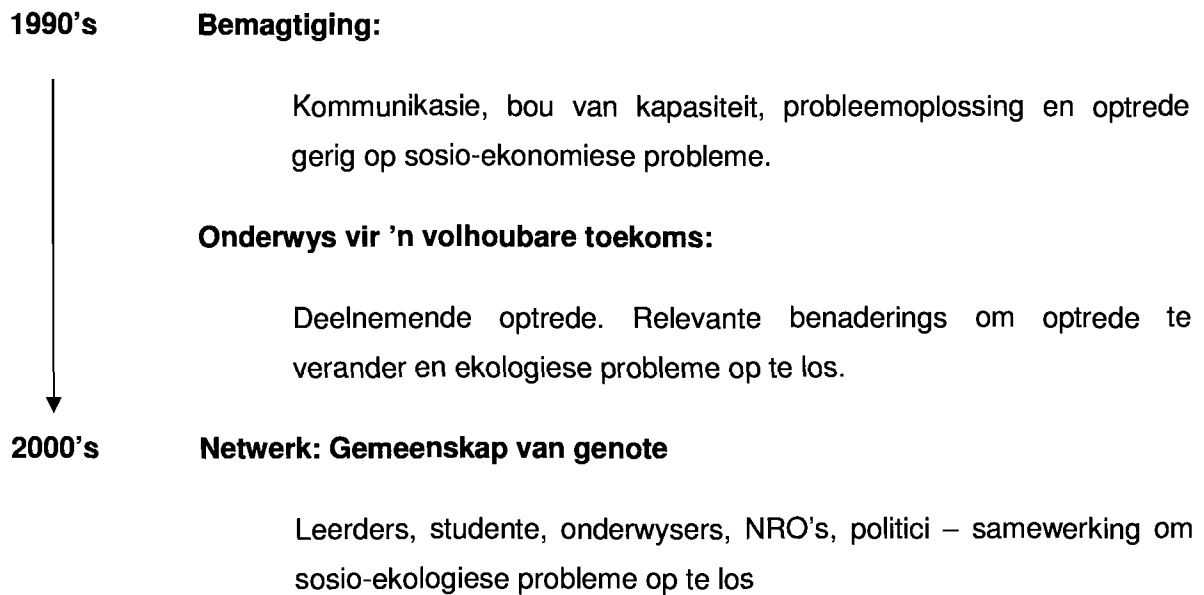 1990's Bemagtiging:
Kommunikasie, bou van kapasiteit, probleemoplossing en optrede
gerig op sosio-ekonomiese probleme.
Onderwys vir 'n volhoubare toekoms:
Deelnemende optrede. Relevante benaderings om optrede te
verander en ekologiese probleme op te los.
2000's Netwerk: Gemeenskap van genote
Leerders, studente, onderwysers, NRO's, politici – samewerking om
sosio-ekologiese probleme op te los